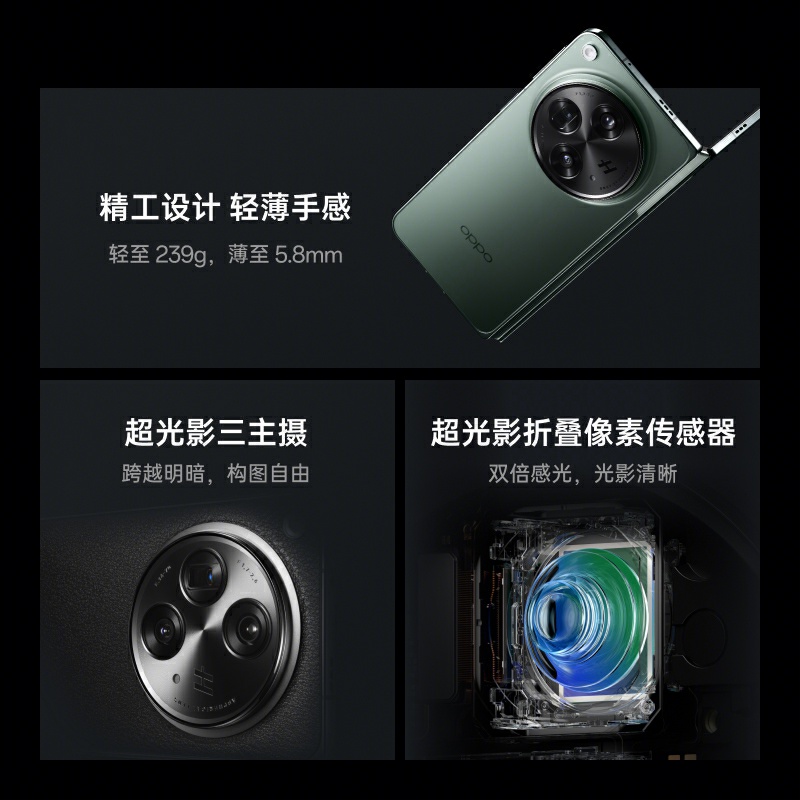 精工设计 轻薄手感
轻至 239g，薄至 5.8mm
oppo
H
超光影三主摄
跨越明暗，构图自由
H
超光影折叠像素传感器
双倍感光，光影清晰